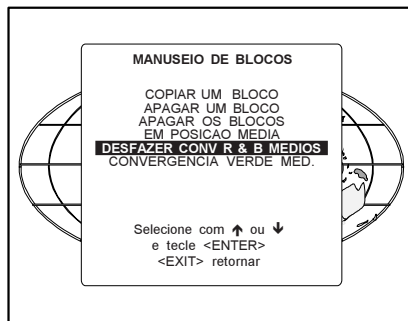 MANUSEIO DE BLOCOS
COPIAR UM BLOCO
APAGAR UM BLOCO
APAGAR OS BLOCOS
EM POSICAO MEDIA
DESFAZER CONV R & B MEDIOS
CONVERGENCIA VERDE MED.
Selecione com ↑ ou ↓
e tecle <ENTER>
<EXIT> retornar